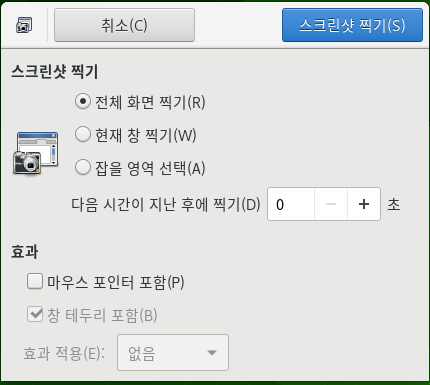 취소(C) 스크린샷 찍기(S)
스크린샷 찍기
전체 화면 찍기(R)
현재 창 찍기(W)
잡을 영역 선택(A)
다음 시간이 지난 후에 찍기(D) 0 − + 초
효과
마우스 포인터 포함(P)
창 테두리 포함(B)
효과 적용(E): 없음